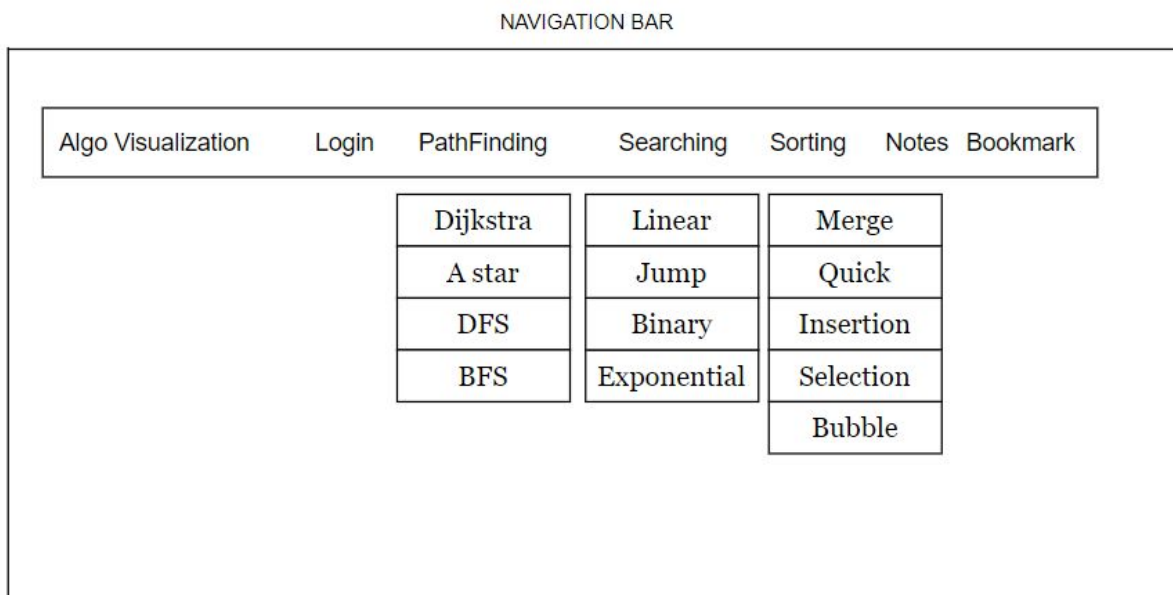 NAVIGATION BAR
Algo Visualization Login PathFinding Searching Sorting Notes Bookmark
Dijkstra Linear Merge
A star Jump Quick
DFS Binary Insertion
BFS Exponential Selection
Bubble